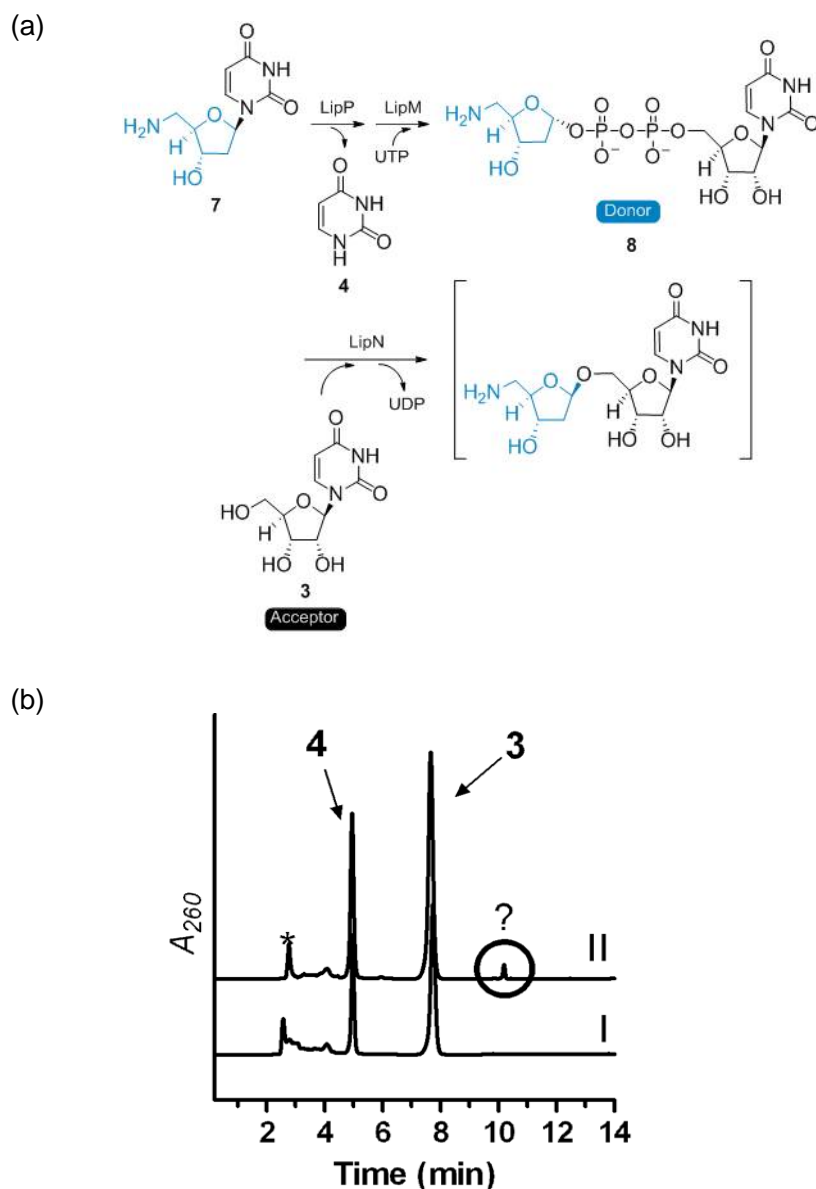 (a)
O
NH
N
O
H₂N
H
O
HO
7
LipP
LipM
UTP
O
NH
N
H
O
4
H₂N
H
O
HO
O
O
P
O⁻
O
O
P
O⁻
O
O
H
HO
OH
O
NH
N
O
Donor
8
LipN
UDP
H₂N
H
O
HO
O
O
H
HO
OH
O
NH
N
O
HO
H
O
HO
OH
O
NH
N
O
3
Acceptor
(b)
4
3
A260
*
?
II
I
2 4 6 8 10 12 14
Time (min)